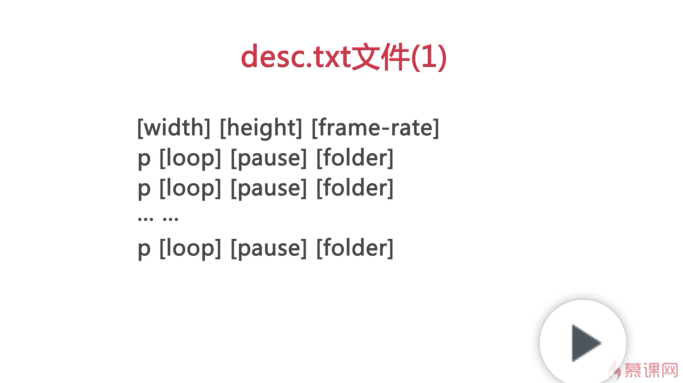 desc.txt文件(1)
[width] [height] [frame-rate]
p [loop] [pause] [folder]
p [loop] [pause] [folder]
... ...
p [loop] [pause] [folder]
慕课网